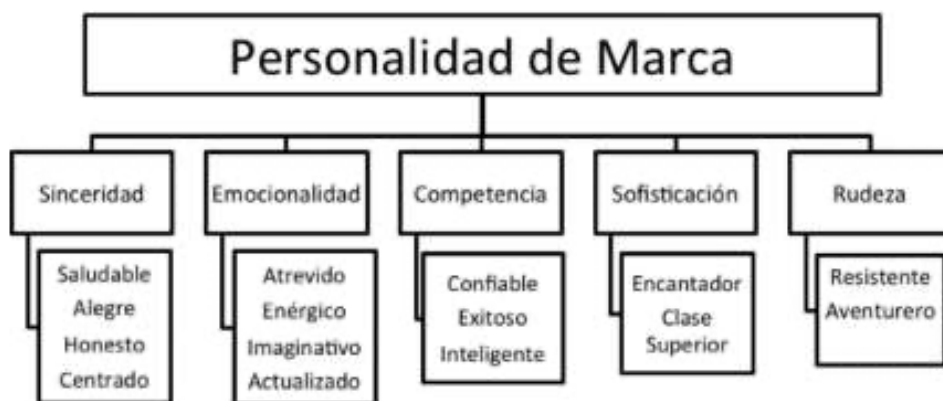 Personalidad de Marca
Sinceridad
Emocionalidad
Competencia
Sofisticación
Rudeza
Saludable
Alegre
Honesto
Centrado
Atrevido
Enérgico
Imaginativo
Actualizado
Confiable
Exitoso
Inteligente
Encantador
Clase
Superior
Resistente
Aventurero